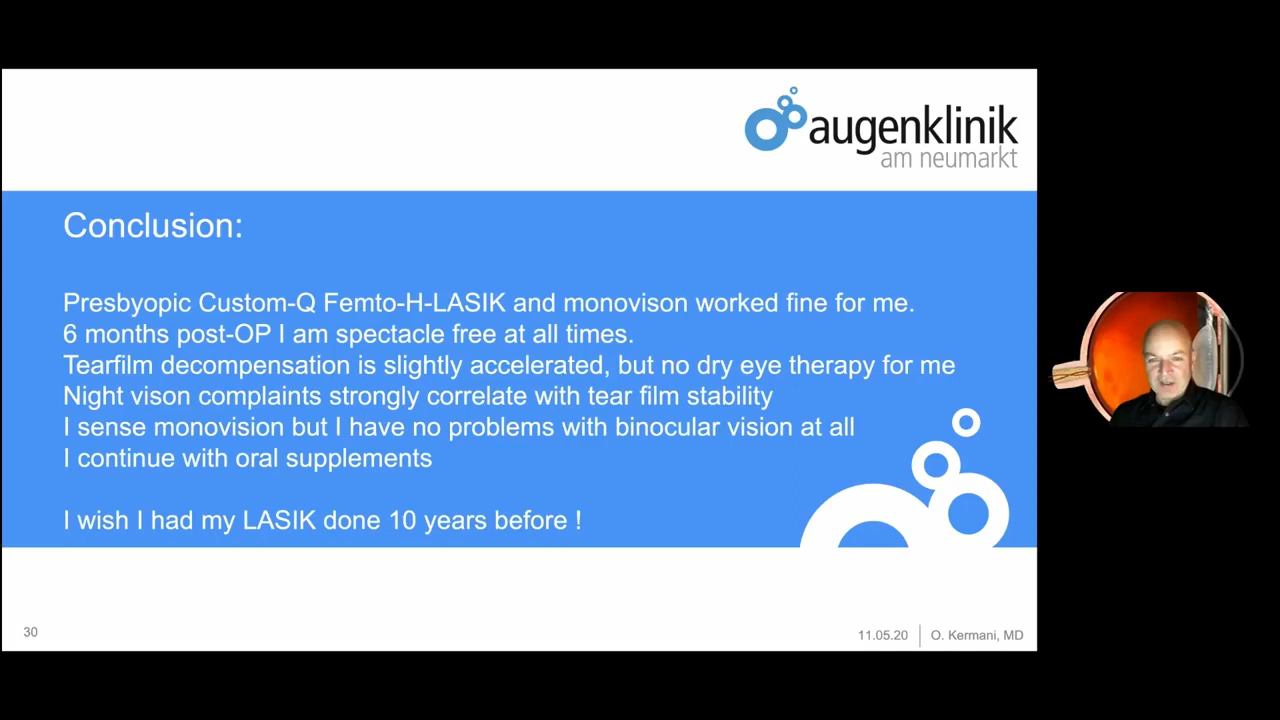 augenklinik
am neumarkt
Conclusion:
Presbyopic Custom-Q Femto-H-LASIK and monovison worked fine for me.
6 months post-OP I am spectacle free at all times.
Tearfilm decompensation is slightly accelerated, but no dry eye therapy for me
Night vison complaints strongly correlate with tear film stability
I sense monovision but I have no problems with binocular vision at all
I continue with oral supplements
I wish I had my LASIK done 10 years before !
30
11.05.20 | O. Kermani, MD